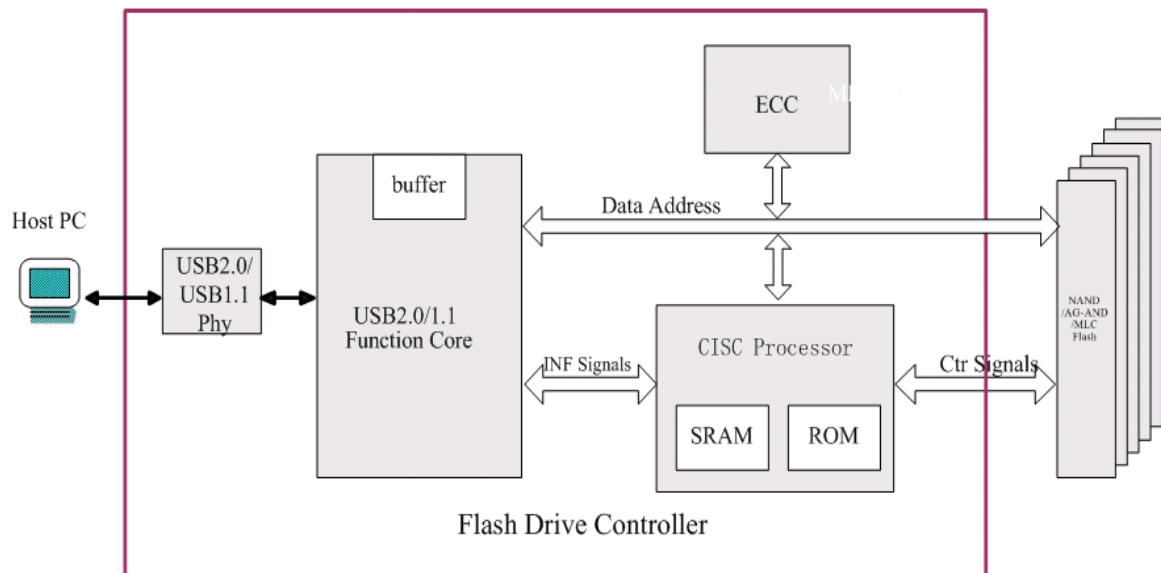 ECC
buffer
Data Address
Host PC
USB2.0/
USB1.1
Phy
USB2.0/1.1
Function Core
NAND
/AG-AND
/MLC
Flash
CISC Processor
INF Signals
Ctr Signals
SRAM
ROM
Flash Drive Controller